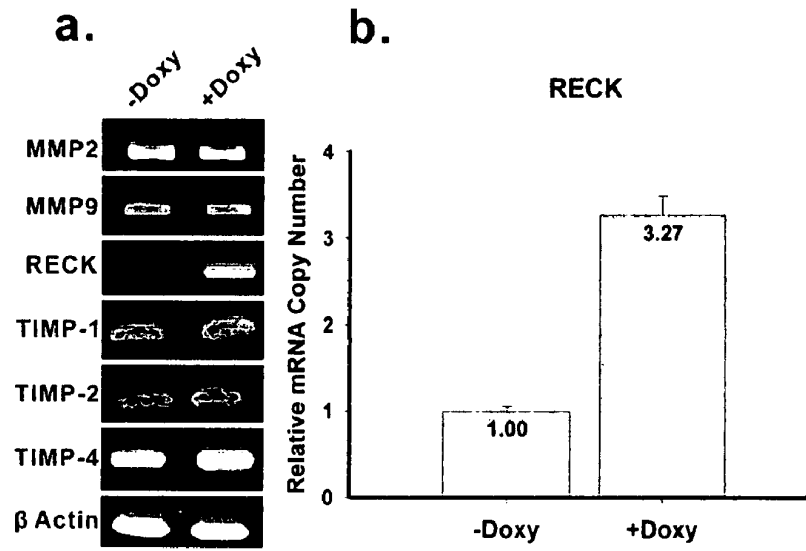 a.
-Doxy +Doxy
MMP2
MMP9
RECK
TIMP-1
TIMP-2
TIMP-4
β Actin
b.
RECK
Relative mRNA Copy Number
4
3
2
1
0
3.27
1.00
-Doxy +Doxy